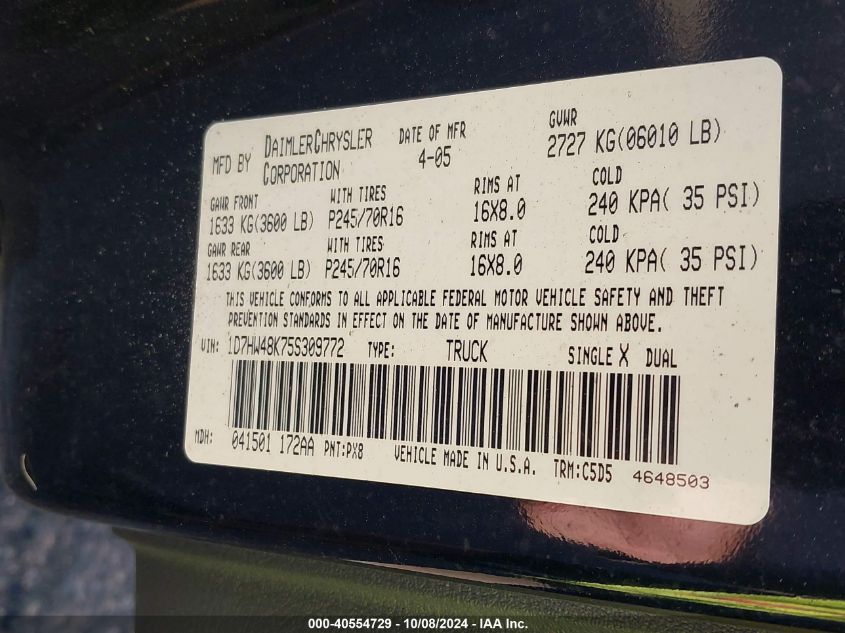 MFD BY DAIMLERCHRYSLER CORPORATION DATE OF MFR 4-05 GVWR 2727 KG(06010 LB)
GAWR FRONT WITH TIRES RIMS AT COLD
1633 KG(3600 LB) P245/70R16 16X8.0 240 KPA( 35 PSI)
GAWR REAR WITH TIRES RIMS AT COLD
1633 KG(3600 LB) P245/70R16 16X8.0 240 KPA( 35 PSI)
THIS VEHICLE CONFORMS TO ALL APPLICABLE FEDERAL MOTOR VEHICLE SAFETY AND THEFT
PREVENTION STANDARDS IN EFFECT ON THE DATE OF MANUFACTURE SHOWN ABOVE.
VIN: 1D7HW48K75S309772 TYPE: TRUCK SINGLE X DUAL
MDH: 041501 172AA PNT:PX8 VEHICLE MADE IN U.S.A. TRM:C5D5 4648503
000-40554729 - 10/08/2024 - IAA Inc.